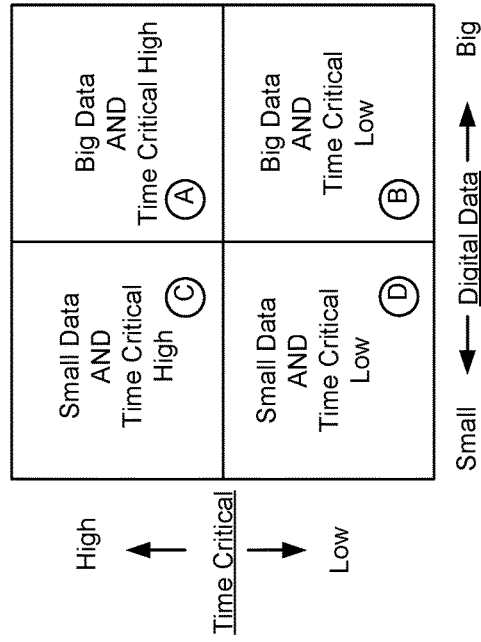 High
Time Critical
Low
Small Data
AND
Time Critical
High
C
Big Data
AND
Time Critical High
A
Small Data
AND
Time Critical
Low
D
Big Data
AND
Time Critical
Low
B
Small
Digital Data
Big